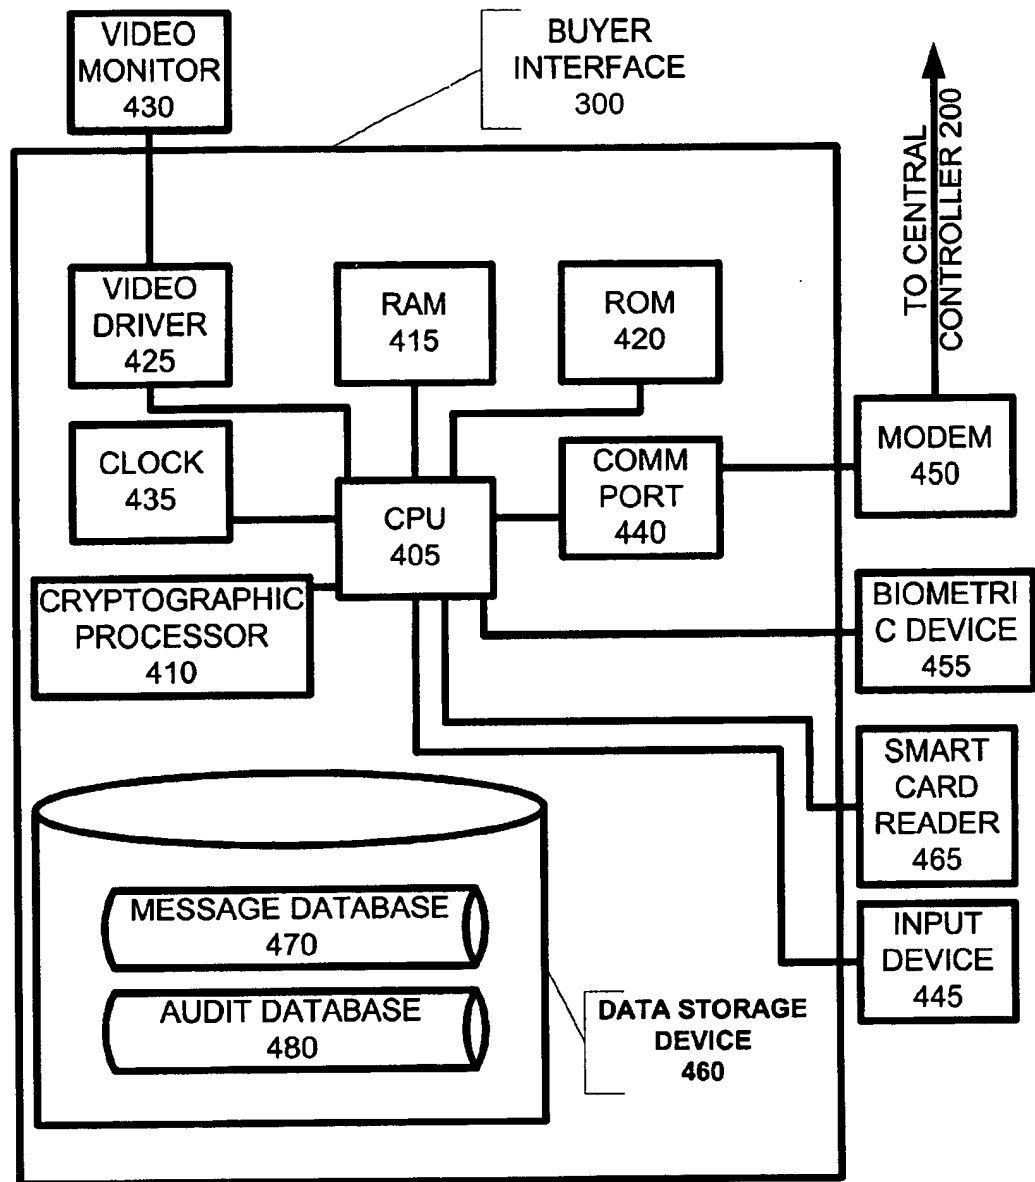 VIDEO
MONITOR
430
BUYER
INTERFACE
300
TO CENTRAL
CONTROLLER 200
VIDEO
DRIVER
425
RAM
415
ROM
420
CLOCK
435
CPU
405
COMM
PORT
440
MODEM
450
CRYPTOGRAPHIC
PROCESSOR
410
BIOMETRI
C DEVICE
455
SMART
CARD
READER
465
MESSAGE DATABASE
470
AUDIT DATABASE
480
DATA STORAGE
DEVICE
460
INPUT
DEVICE
445